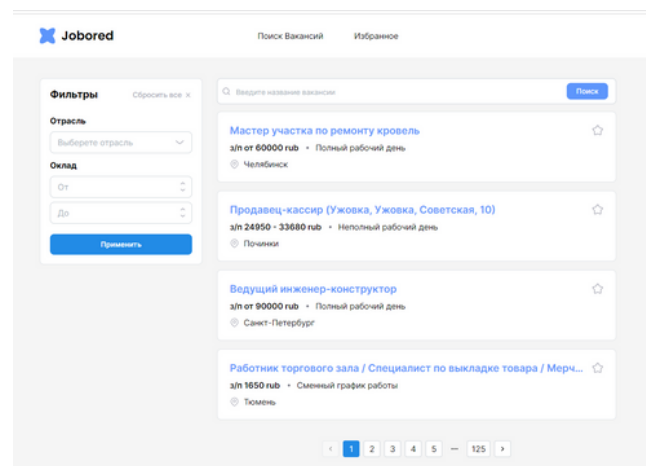 Jobored
Поиск Вакансий
Избранное
Фильтры
Сбросить все ×
Отрасль
Выберете отрасль
Оклад
От
До
Применить
Введите название вакансии
Поиск
Мастер участка по ремонту кровель
з/п от 60000 rub • Полный рабочий день
Челябинск
Продавец-кассир (Ужовка, Ужовка, Советская, 10)
з/п 24950 - 33680 rub • Неполный рабочий день
Починки
Ведущий инженер-конструктор
з/п от 90000 rub • Полный рабочий день
Санкт-Петербург
Работник торгового зала / Специалист по выкладке товара / Мерч...
з/п 1650 rub • Сменный график работы
Тюмень
‹ 1 2 3 4 5 — 125 ›